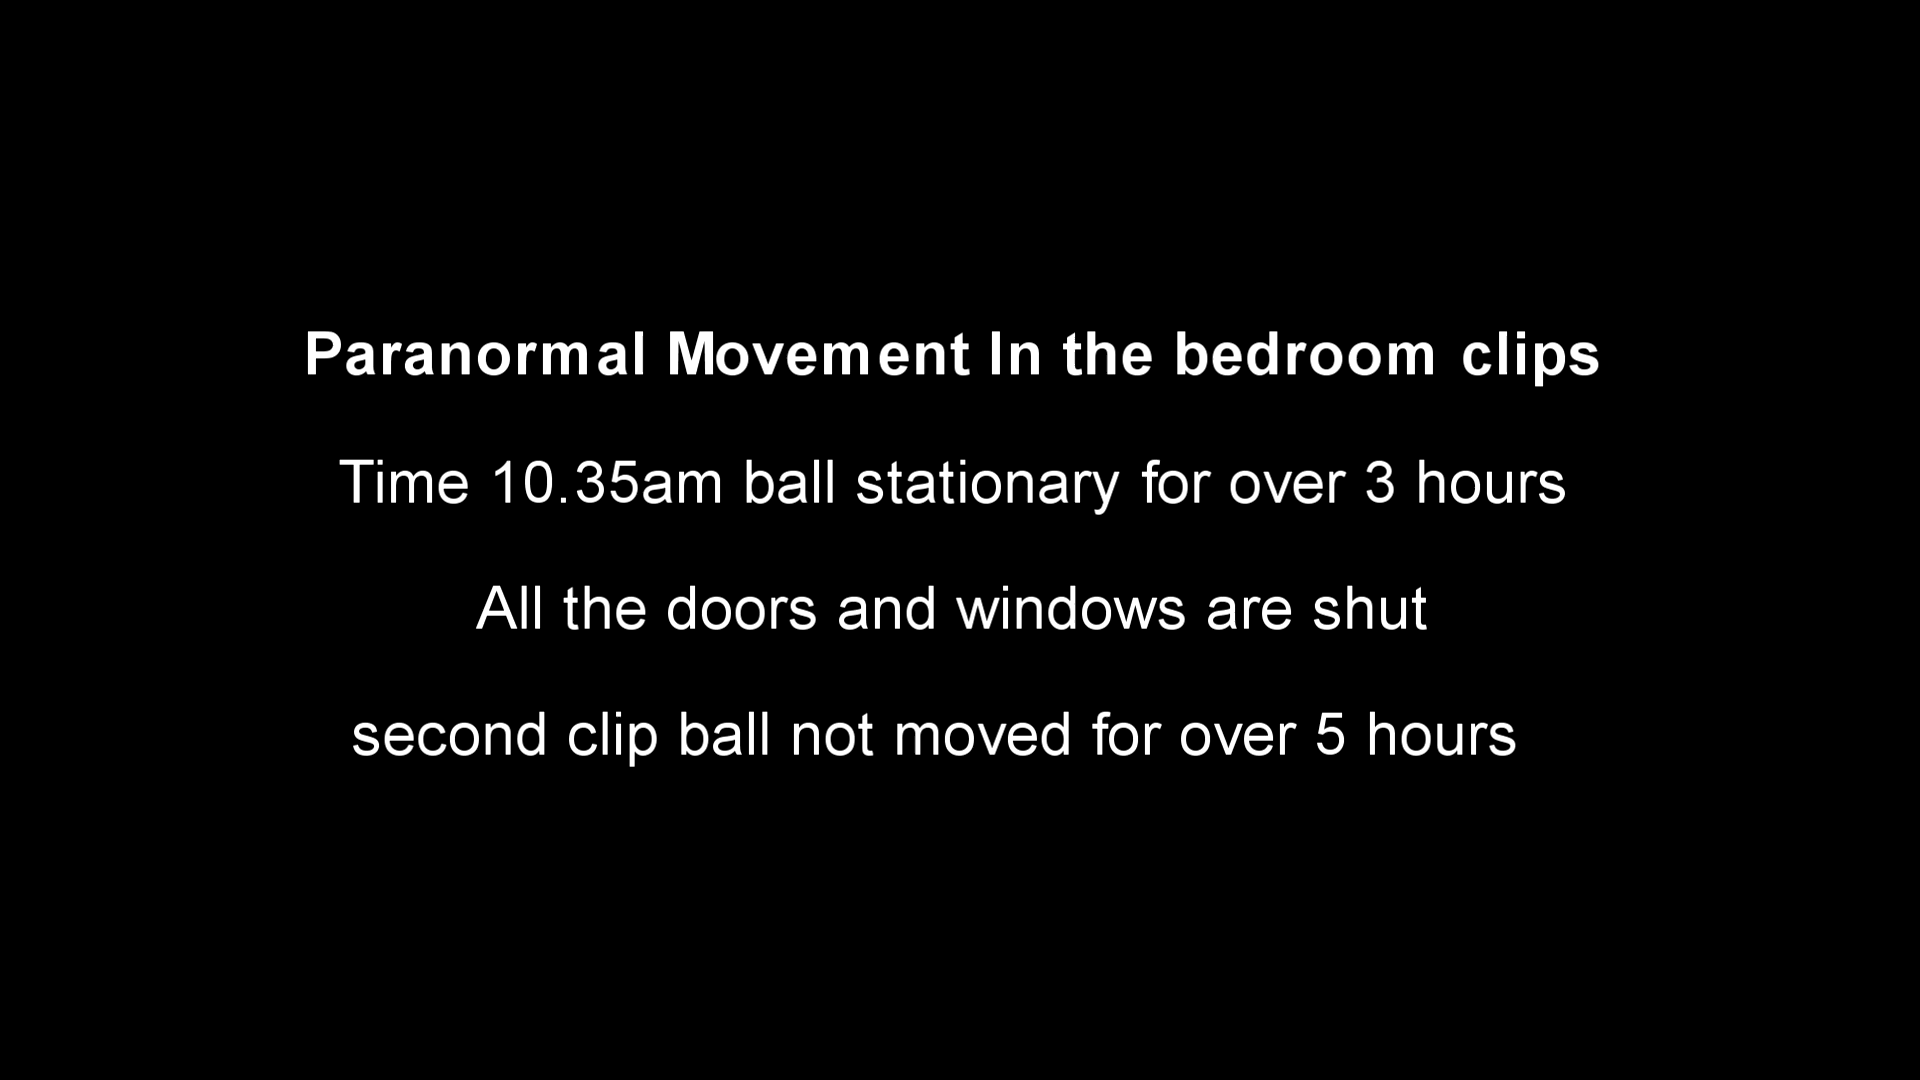 Paranormal Movement In the bedroom clips
Time 10.35am ball stationary for over 3 hours
All the doors and windows are shut
second clip ball not moved for over 5 hours